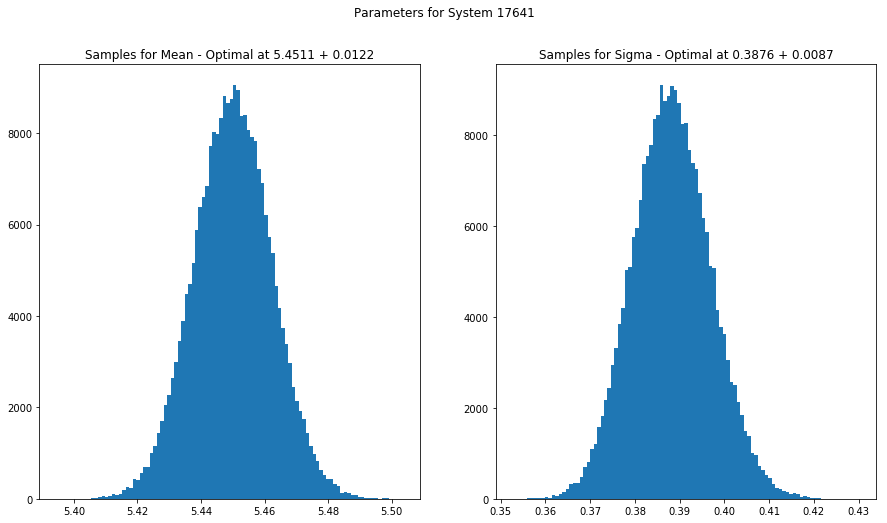 Parameters for System 17641
Samples for Mean - Optimal at 5.4511 + 0.0122
8000
6000
4000
2000
0
5.40 5.42 5.44 5.46 5.48 5.50
Samples for Sigma - Optimal at 0.3876 + 0.0087
8000
6000
4000
2000
0
0.35 0.36 0.37 0.38 0.39 0.40 0.41 0.42 0.43